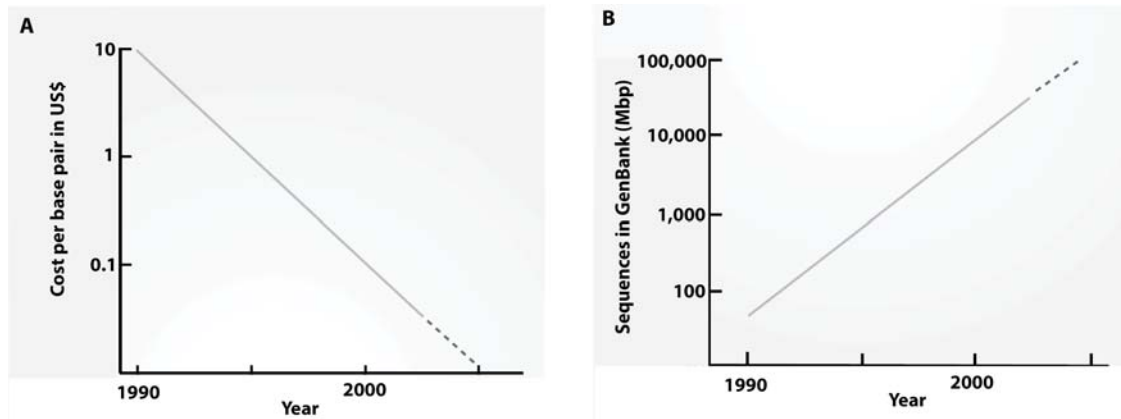 A
Cost per base pair in US$
10
1
0.1
1990
2000
Year
B
Sequences in GenBank (Mbp)
100,000
10,000
1,000
100
1990
2000
Year